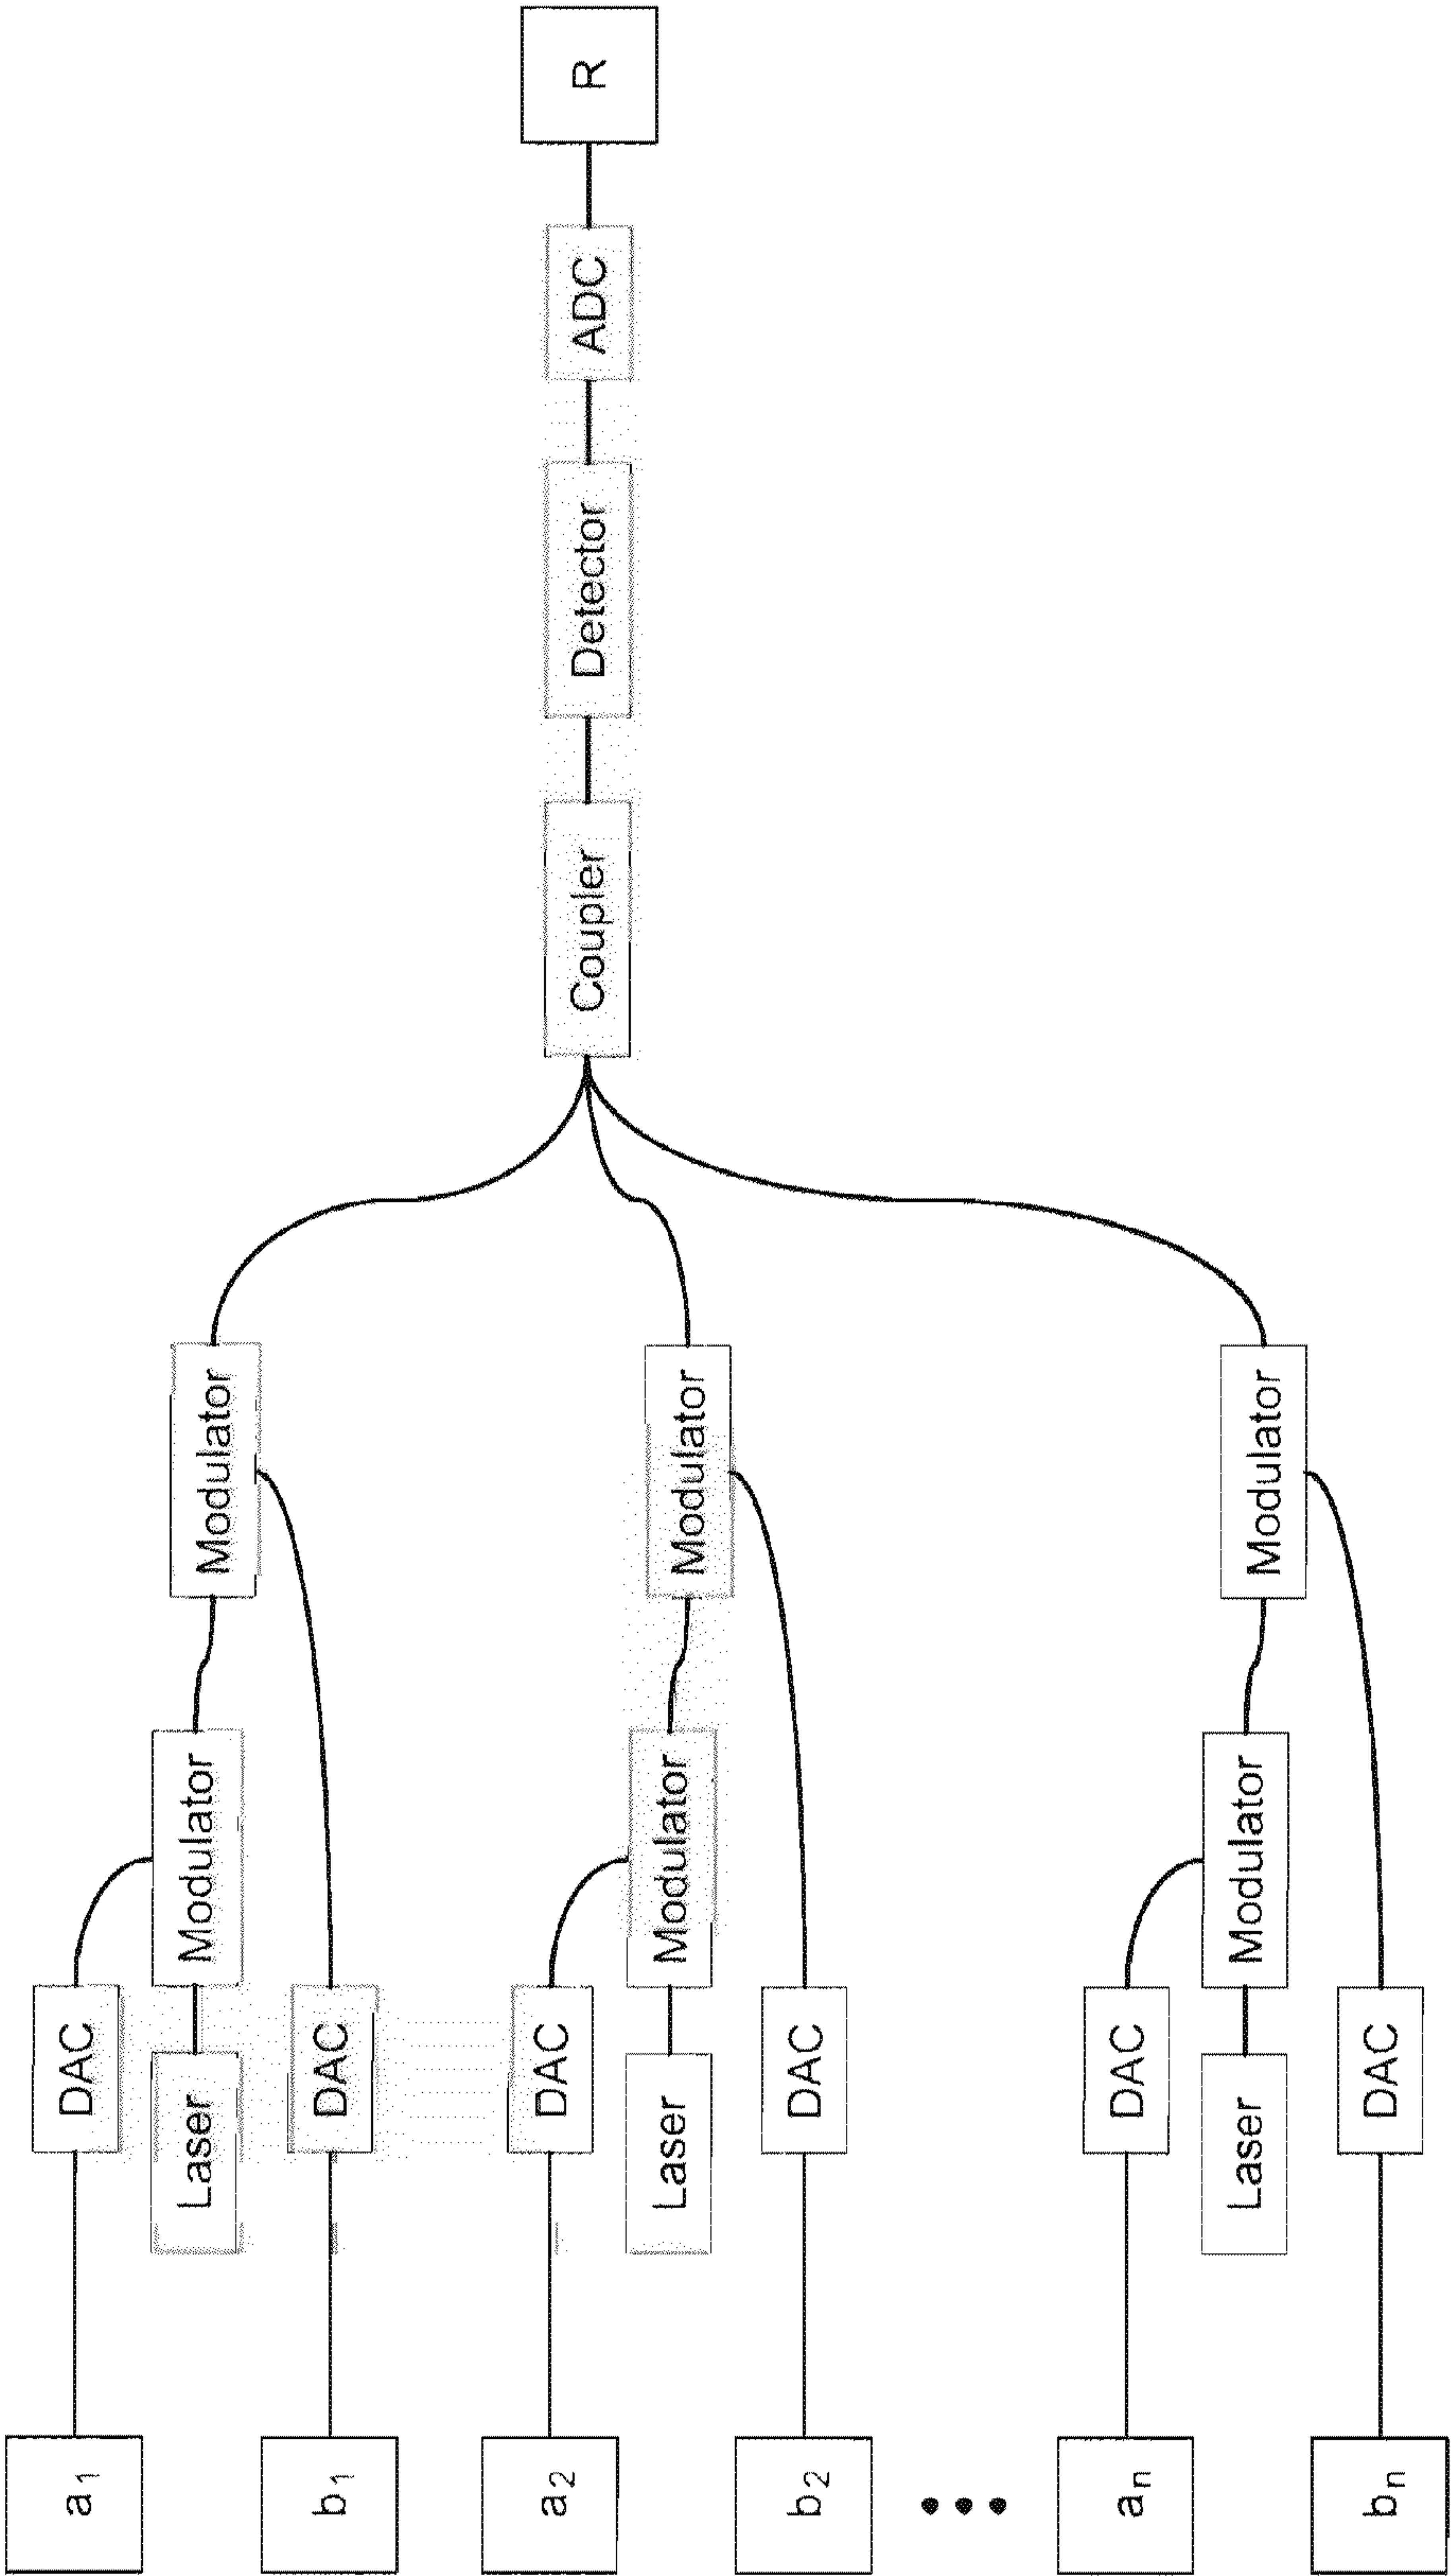 a1
DAC
Laser
Modulator
Modulator
b1
DAC
a2
DAC
Laser
Modulator
Modulator
b2
DAC
•••
an
DAC
Laser
Modulator
Modulator
bn
DAC
Coupler
Detector
ADC
R